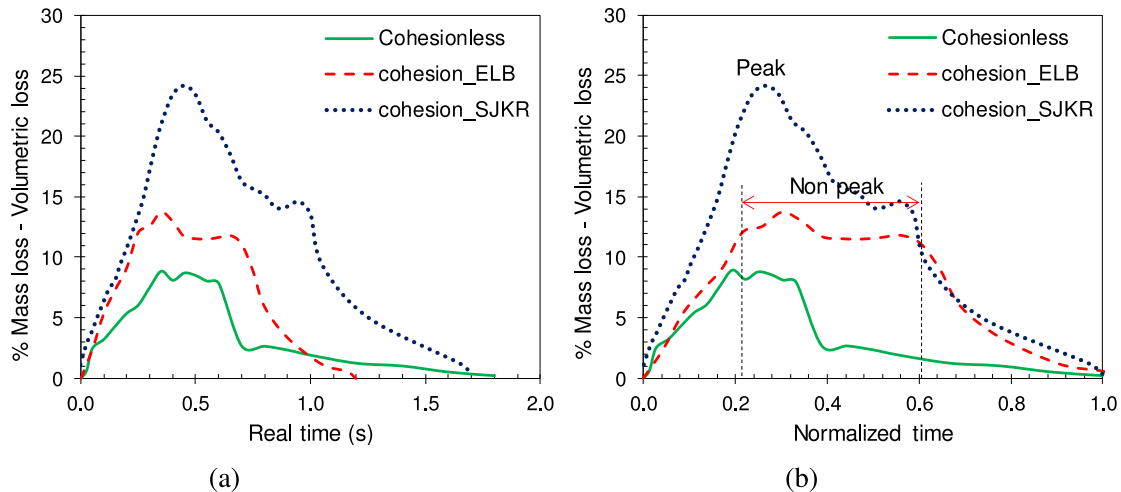 30
25
20
15
10
5
0
% Mass loss - Volumetric loss
Cohesionless
cohesion_ELB
cohesion_SJKR
0.0 0.5 1.0 1.5 2.0
Real time (s)
(a)
30
25
20
15
10
5
0
% Mass loss - Volumetric loss
Cohesionless
cohesion_ELB
cohesion_SJKR
Peak
Non peak
0.0 0.2 0.4 0.6 0.8 1.0
Normalized time
(b)